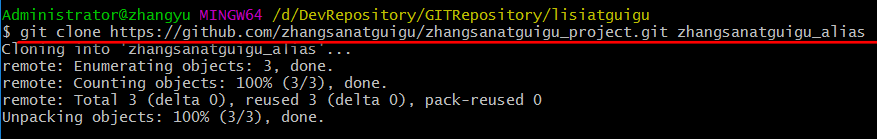 Administrator@zhangyu MINGW64 /d/DevRepository/GITRepository/lisiatguigu
$ git clone https://github.com/zhangsanatguigu/zhangsanatguigu_project.git zhangsanatguigu_alias
Cloning into 'zhangsanatguigu_alias'...
remote: Enumerating objects: 3, done.
remote: Counting objects: 100% (3/3), done.
remote: Total 3 (delta 0), reused 3 (delta 0), pack-reused 0
Unpacking objects: 100% (3/3), done.